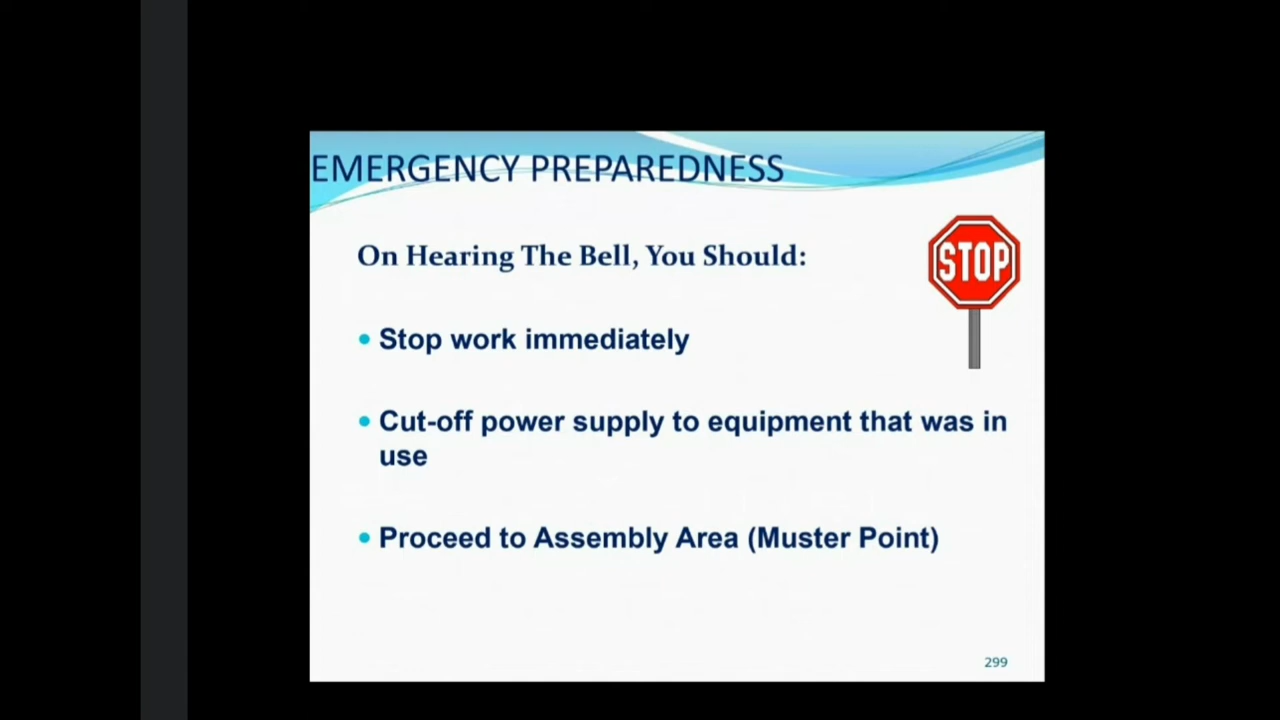 EMERGENCY PREPAREDNESS
On Hearing The Bell, You Should:
STOP
• Stop work immediately
• Cut-off power supply to equipment that was in
use
• Proceed to Assembly Area (Muster Point)
299